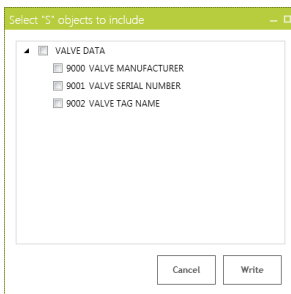 Select "S" objects to include
VALVE DATA
9000 VALVE MANUFACTURER
9001 VALVE SERIAL NUMBER
9002 VALVE TAG NAME
Cancel Write